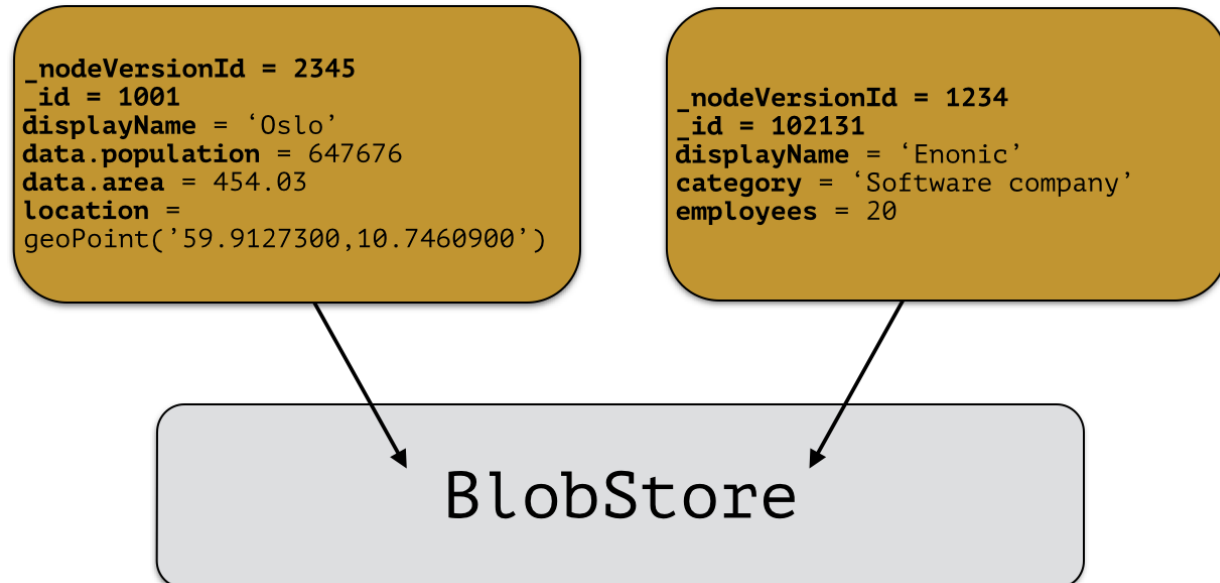 _nodeVersionId = 2345
_id = 1001
displayName = ‘Oslo’
data.population = 647676
data.area = 454.03
location =
geoPoint(’59.9127300,10.7460900’)
_nodeVersionId = 1234
_id = 102131
displayName = ‘Enonic’
category = ‘Software company’
employees = 20
BlobStore